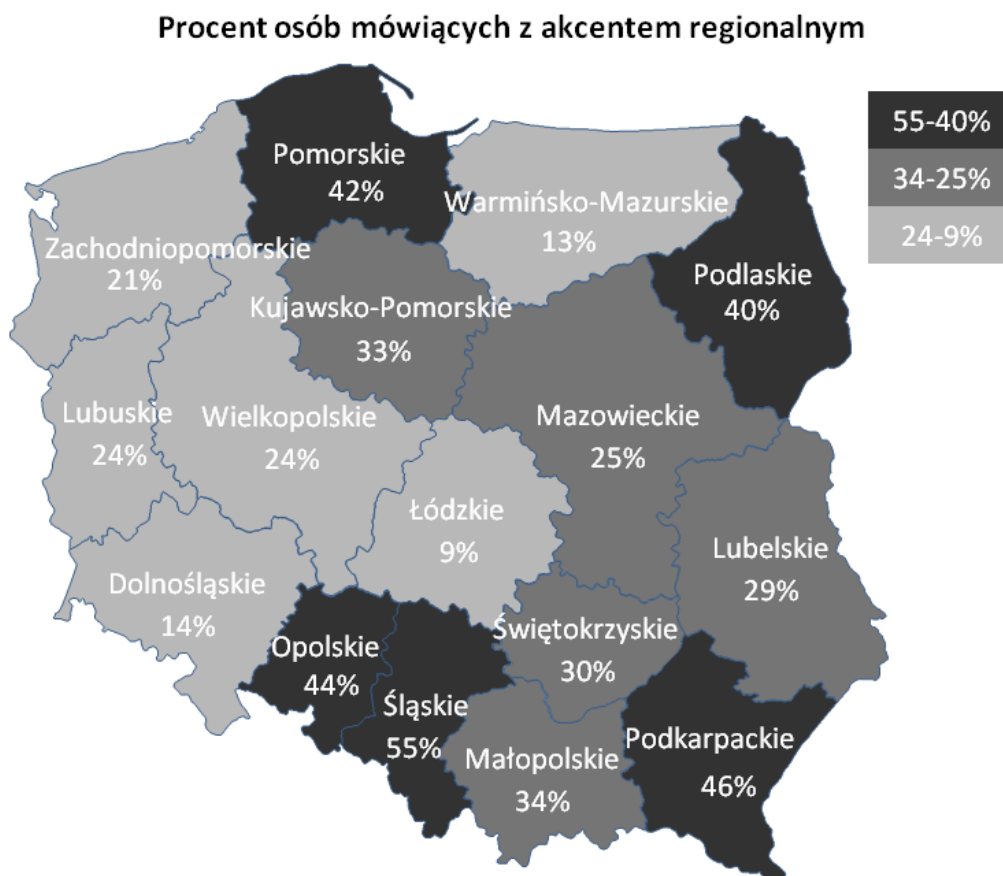 Procent osób mówiących z akcentem regionalnym
55-40%
34-25%
24-9%
Pomorskie
42%
Warmińsko-Mazurskie
13%
Zachodniopomorskie
21%
Podlaskie
40%
Kujawsko-Pomorskie
33%
Lubuskie
24%
Wielkopolskie
24%
Mazowieckie
25%
Łódzkie
9%
Lubelskie
29%
Dolnośląskie
14%
Opolskie
44%
Świętokrzyskie
30%
Śląskie
55%
Małopolskie
34%
Podkarpackie
46%